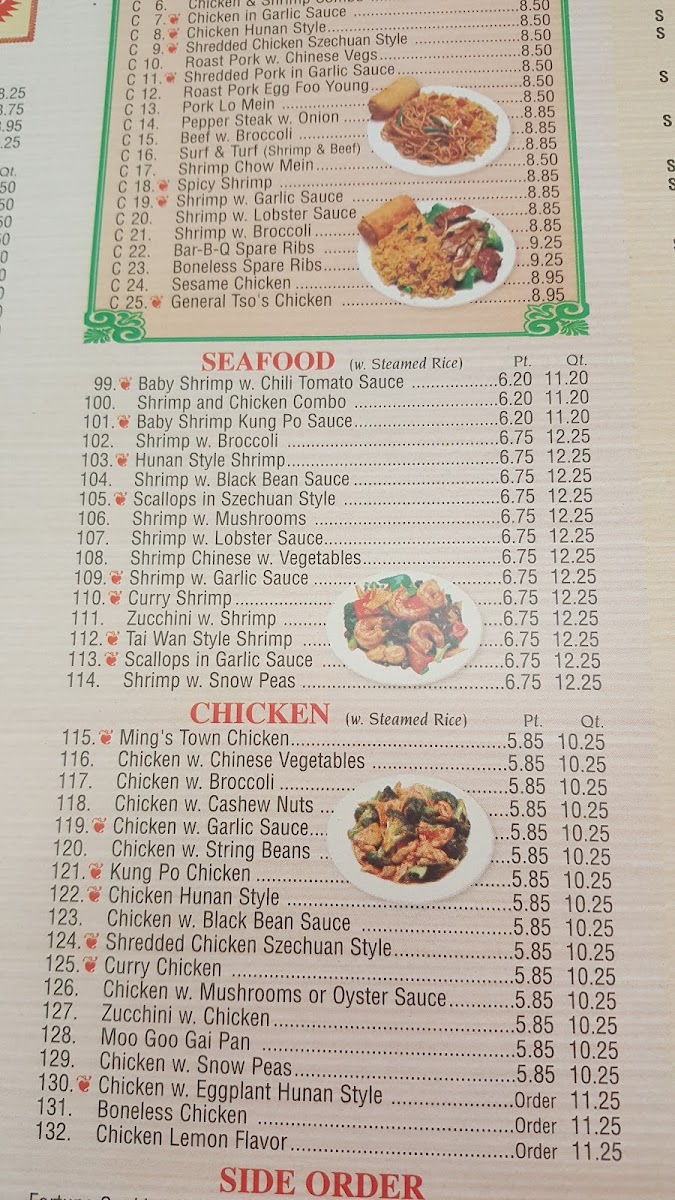 C 6. Chicken & Shrimp Combo
C 7. Chicken in Garlic Sauce 8.50
C 8. Chicken Hunan Style 8.50
C 9. Shredded Chicken Szechuan Style 8.50
C 10. Roast Pork w. Chinese Vegs 8.50
C 11. Shredded Pork in Garlic Sauce 8.50
C 12. Roast Pork Egg Foo Young 8.50
C 13. Pork Lo Mein 8.50
C 14. Pepper Steak w. Onion 8.85
C 15. Beef w. Broccoli 8.85
C 16. Surf & Turf (Shrimp & Beef) 8.85
C 17. Shrimp Chow Mein 8.50
C 18. Spicy Shrimp 8.85
C 19. Shrimp w. Garlic Sauce 8.85
C 20. Shrimp w. Lobster Sauce 8.85
C 21. Shrimp w. Broccoli 8.85
C 22. Bar-B-Q Spare Ribs 9.25
C 23. Boneless Spare Ribs 9.25
C 24. Sesame Chicken 8.95
C 25. General Tso's Chicken 8.95
SEAFOOD (w. Steamed Rice) Pt. Qt.
99. Baby Shrimp w. Chili Tomato Sauce 6.20 11.20
100. Shrimp and Chicken Combo 6.20 11.20
101. Baby Shrimp Kung Po Sauce 6.20 11.20
102. Shrimp w. Broccoli 6.75 12.25
103. Hunan Style Shrimp 6.75 12.25
104. Shrimp w. Black Bean Sauce 6.75 12.25
105. Scallops in Szechuan Style 6.75 12.25
106. Shrimp w. Mushrooms 6.75 12.25
107. Shrimp w. Lobster Sauce 6.75 12.25
108. Shrimp Chinese w. Vegetables 6.75 12.25
109. Shrimp w. Garlic Sauce 6.75 12.25
110. Curry Shrimp 6.75 12.25
111. Zucchini w. Shrimp 6.75 12.25
112. Tai Wan Style Shrimp 6.75 12.25
113. Scallops in Garlic Sauce 6.75 12.25
114. Shrimp w. Snow Peas 6.75 12.25
CHICKEN (w. Steamed Rice) Pt. Qt.
115. Ming's Town Chicken 5.85 10.25
116. Chicken w. Chinese Vegetables 5.85 10.25
117. Chicken w. Broccoli 5.85 10.25
118. Chicken w. Cashew Nuts 5.85 10.25
119. Chicken w. Garlic Sauce 5.85 10.25
120. Chicken w. String Beans 5.85 10.25
121. Kung Po Chicken 5.85 10.25
122. Chicken Hunan Style 5.85 10.25
123. Chicken w. Black Bean Sauce 5.85 10.25
124. Shredded Chicken Szechuan Style 5.85 10.25
125. Curry Chicken 5.85 10.25
126. Chicken w. Mushrooms or Oyster Sauce 5.85 10.25
127. Zucchini w. Chicken 5.85 10.25
128. Moo Goo Gai Pan 5.85 10.25
129. Chicken w. Snow Peas 5.85 10.25
130. Chicken w. Eggplant Hunan Style Order 11.25
131. Boneless Chicken Order 11.25
132. Chicken Lemon Flavor Order 11.25
SIDE ORDER